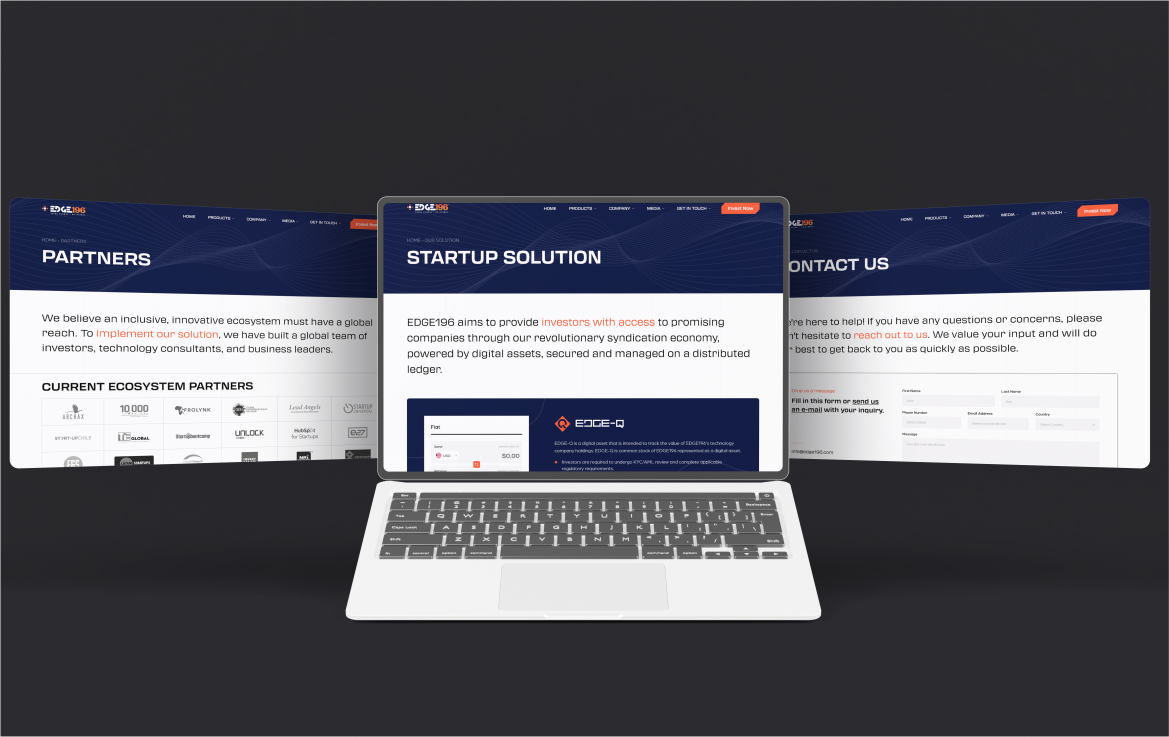 EDGE196
HOME
PRODUCTS
COMPANY
MEDIA
GET IN TOUCH
Invest Now
HOME - PARTNERS
PARTNERS
We believe an inclusive, innovative ecosystem must have a global
reach. To implement our solution, we have built a global team of
investors, technology consultants, and business leaders.
CURRENT ECOSYSTEM PARTNERS
ARCHAX
10,000
AFROLYNK
Lead Angels
STARTUP
GLOBAL
Startupbootcamp
UNLOCK
HubSpot
for Startups
e27
EDGE196
HOME
PRODUCTS
COMPANY
MEDIA
GET IN TOUCH
Invest Now
HOME - OUR SOLUTION
STARTUP SOLUTION
EDGE196 aims to provide investors with access to promising
companies through our revolutionary syndication economy,
powered by digital assets, secured and managed on a distributed
ledger.
Fiat
USD
$0.00
EDGE-Q
EDGE-Q is a digital asset that is intended to track the value of EDGE196's technology
company holdings. EDGE-Q is common stock of EDGE196 represented as a digital asset.
Investors are required to undergo KYC/AML review and complete applicable
regulatory requirements.
DGE196
HOME
PRODUCTS
COMPANY
MEDIA
GET IN TOUCH
Invest Now
ONTACT US
're here to help! If you have any questions or concerns, please
n't hesitate to reach out to us. We value your input and will do
r best to get back to you as quickly as possible.
Drop us a message
Fill in this form or send us
an e-mail with your inquiry.
info@edge196.com
First Name
Last Name
Phone Number
Email Address
Country
Message
esc
Backspace
Tab
Q W E R T Y U I O P
Enter
Caps Lock
A S D F G H J K L
Shift
Z X C V B N M
Shift
fn
control
option
command
command
option